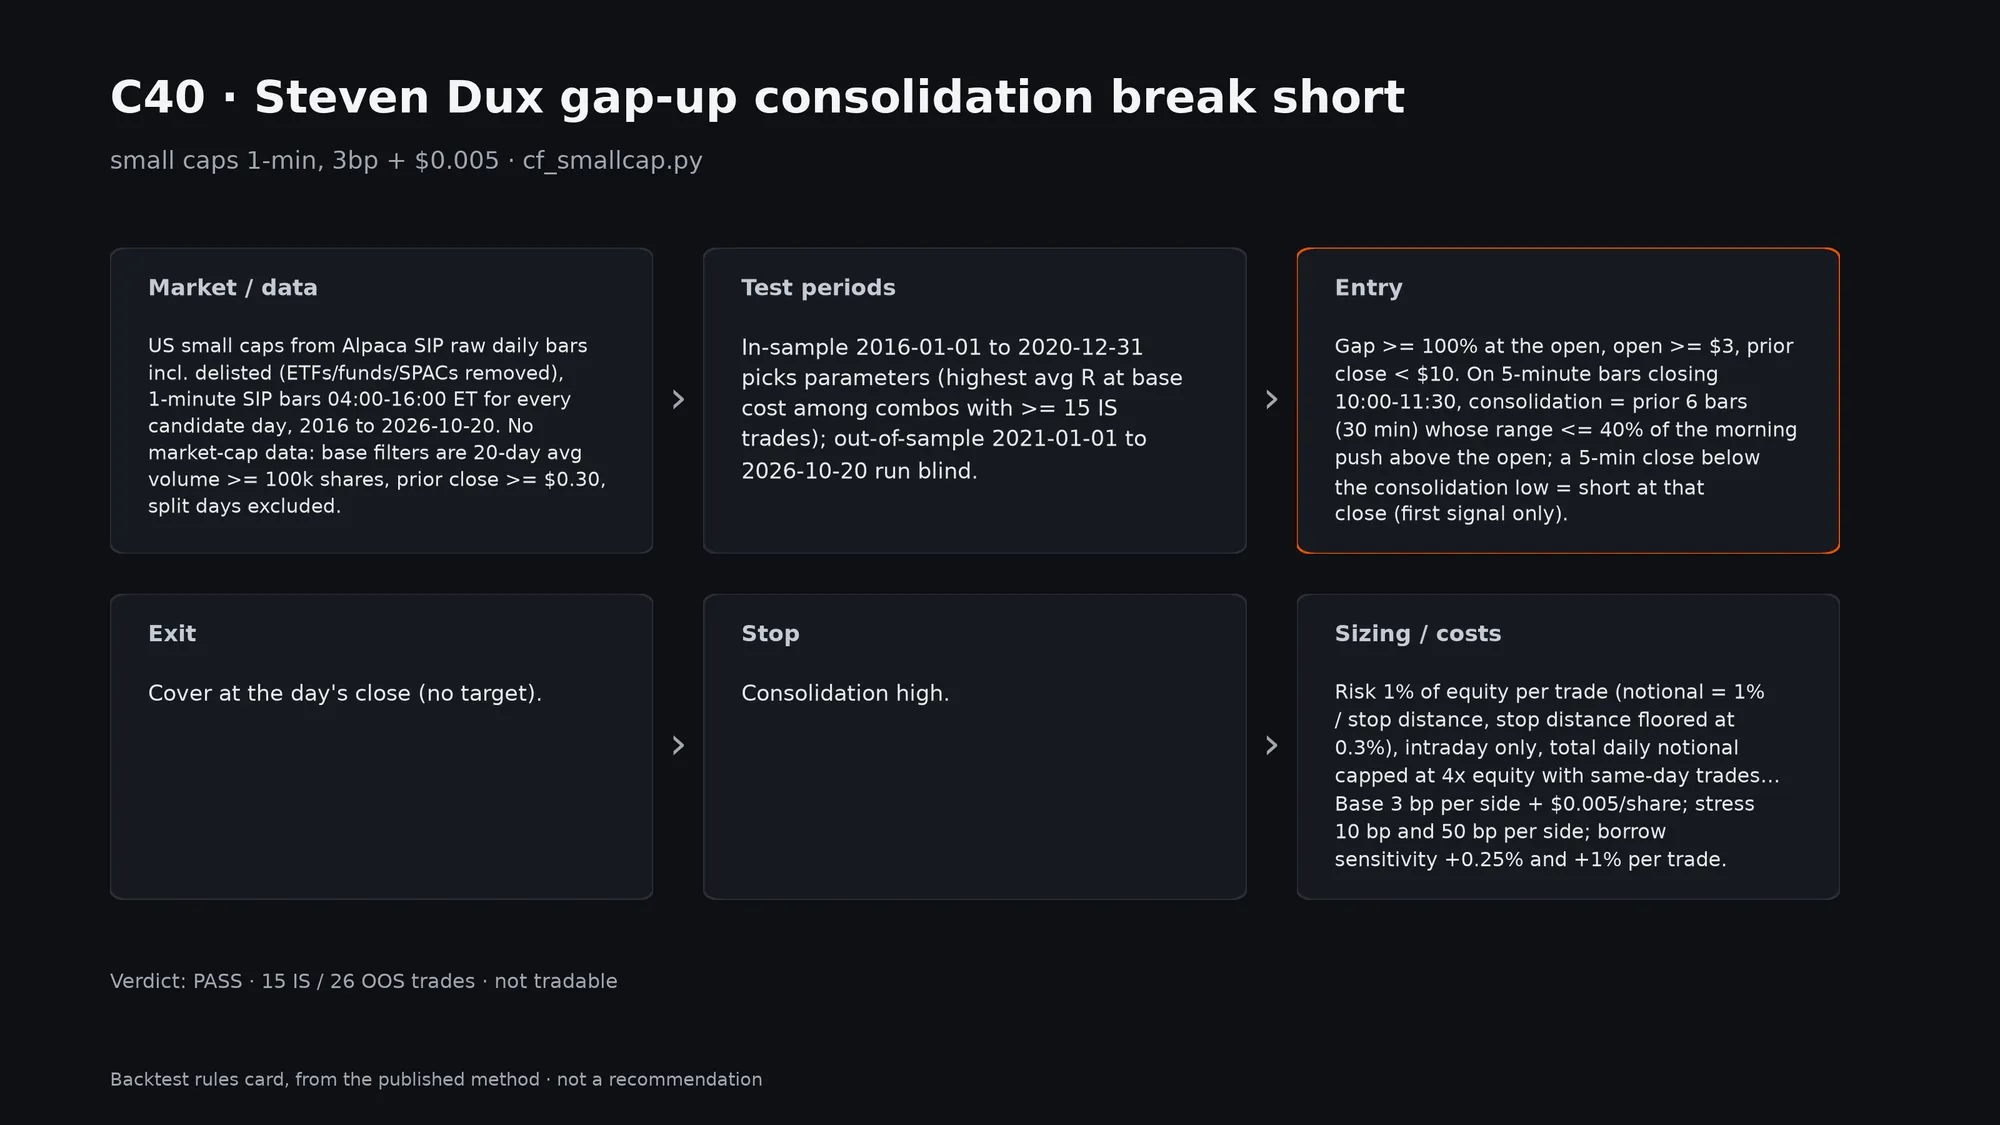 C40 · Steven Dux gap-up consolidation break short
small caps 1-min, 3bp + $0.005 · cf_smallcap.py
Market / data
US small caps from Alpaca SIP raw daily bars
incl. delisted (ETFs/funds/SPACs removed),
1-minute SIP bars 04:00-16:00 ET for every
candidate day, 2016 to 2026-10-20. No
market-cap data: base filters are 20-day avg
volume >= 100k shares, prior close >= $0.30,
split days excluded.
›
Test periods
In-sample 2016-01-01 to 2020-12-31
picks parameters (highest avg R at base
cost among combos with >= 15 IS
trades); out-of-sample 2021-01-01 to
2026-10-20 run blind.
›
Entry
Gap >= 100% at the open, open >= $3, prior
close < $10. On 5-minute bars closing
10:00-11:30, consolidation = prior 6 bars
(30 min) whose range <= 40% of the morning
push above the open; a 5-min close below
the consolidation low = short at that
close (first signal only).
Exit
Cover at the day's close (no target).
›
Stop
Consolidation high.
›
Sizing / costs
Risk 1% of equity per trade (notional = 1%
/ stop distance, stop distance floored at
0.3%), intraday only, total daily notional
capped at 4x equity with same-day trades…
Base 3 bp per side + $0.005/share; stress
10 bp and 50 bp per side; borrow
sensitivity +0.25% and +1% per trade.
Verdict: PASS · 15 IS / 26 OOS trades · not tradable
Backtest rules card, from the published method · not a recommendation